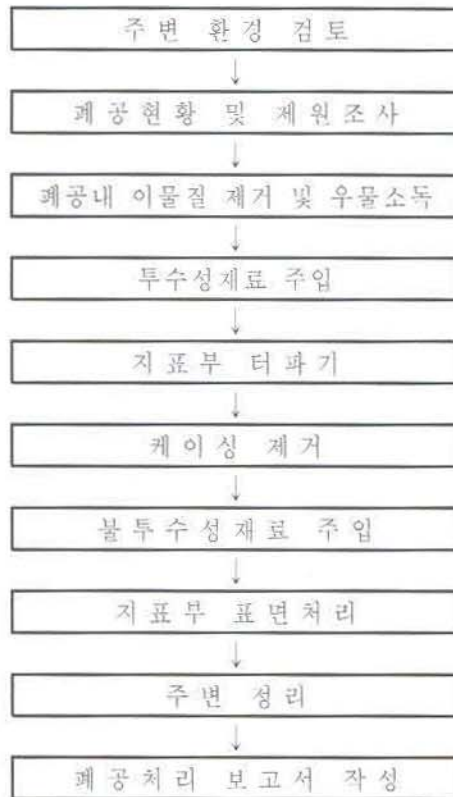 주변 환경 검토
↓
폐공현황 및 제원조사
↓
폐공내 이물질 제거 및 우물소독
↓
투수성재료 주입
↓
지표부 터파기
↓
케이싱 제거
↓
불투수성재료 주입
↓
지표부 표면처리
↓
주변 정리
↓
폐공처리 보고서 작성